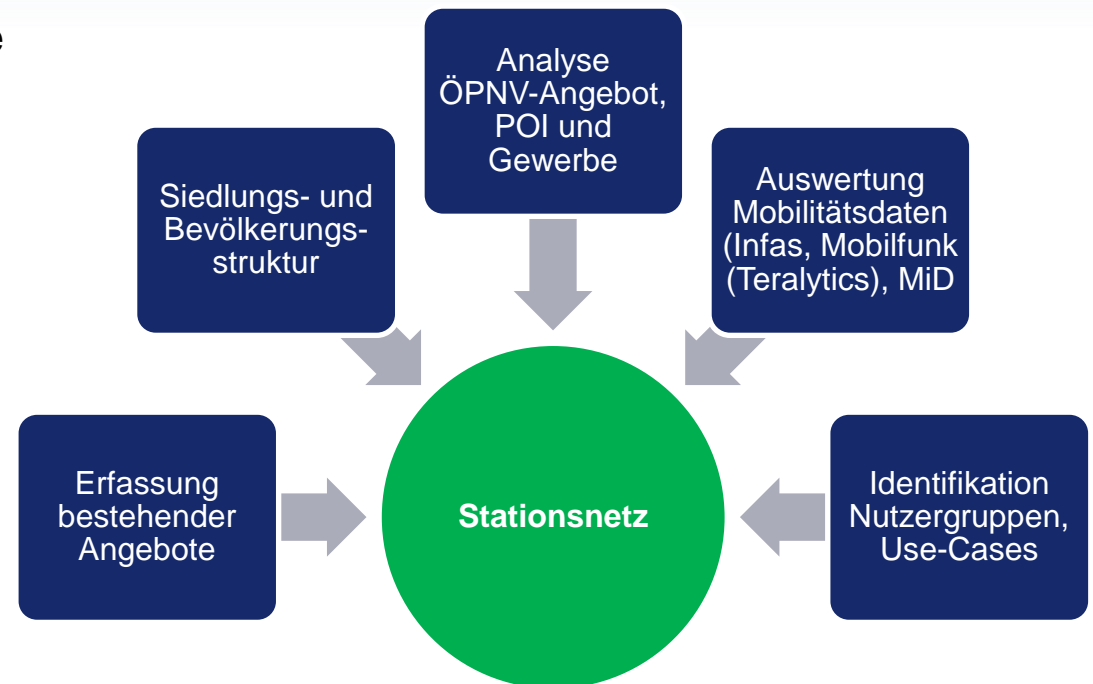 e
Analyse
ÖPNV-Angebot,
POI und
Gewerbe
Siedlungs- und
Bevölkerungs-
struktur
Auswertung
Mobilitätsdaten
(Infas, Mobilfunk
(Teralytics), MiD
Erfassung
bestehender
Angebote
Stationsnetz
Identifikation
Nutzergruppen,
Use-Cases